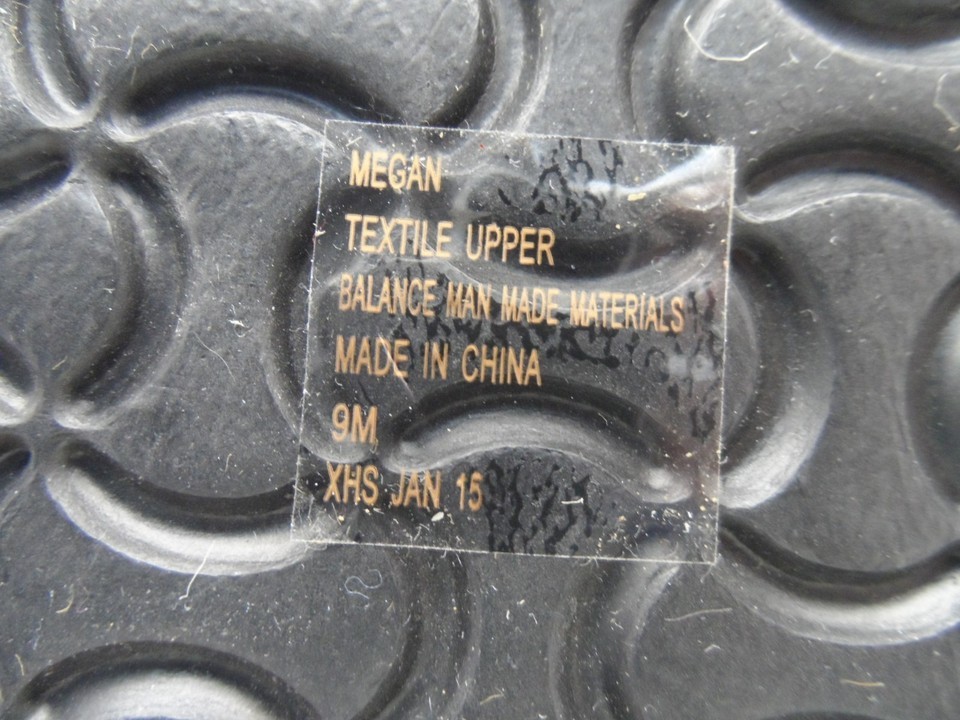 MEGAN
TEXTILE UPPER
BALANCE MAN MADE MATERIALS
MADE IN CHINA
9M
XHS JAN 15